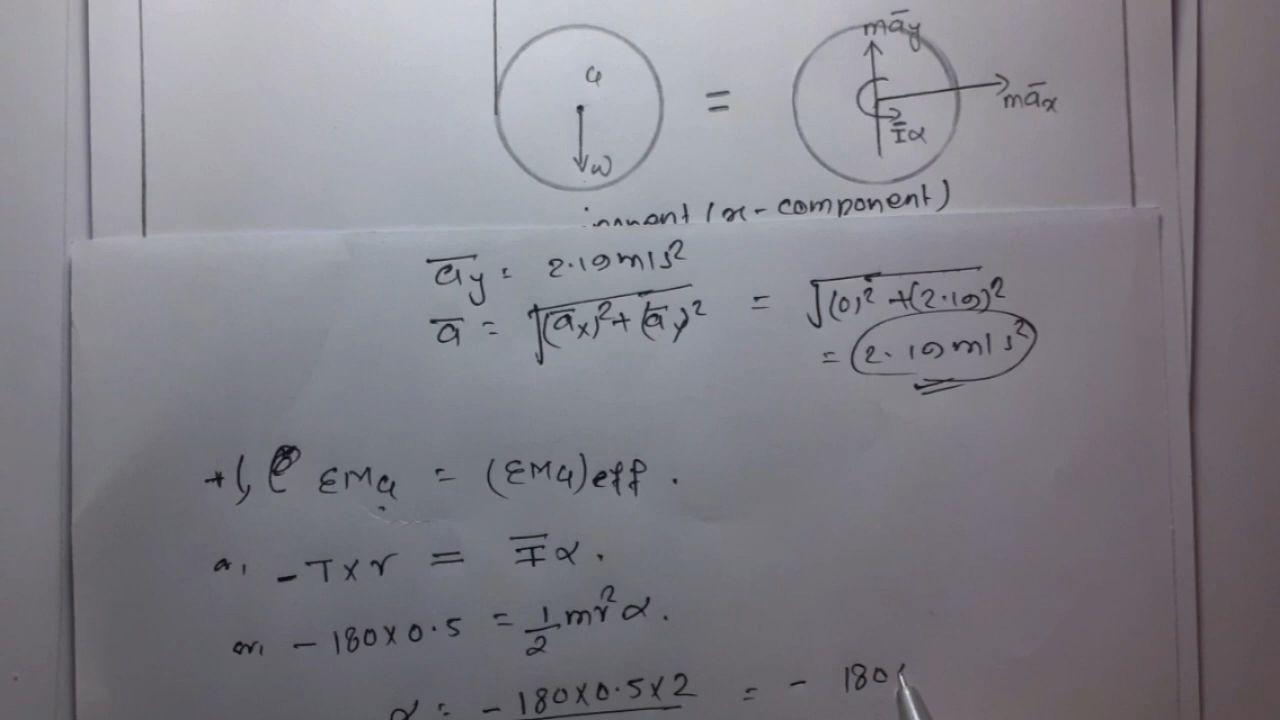 māy
G
=
māx
Īα
W
(x-component)
āy = 2.19 m/s²
ā = √(āx)²+(āy)² = √(0)²+(2.19)²
= 2.19 m/s²
+ ΣMG = (ΣMG)eff.
or, -T×r = Īα.
or, -180×0.5 = 1/2 mr²α.
α = -180×0.5×2 = - 180